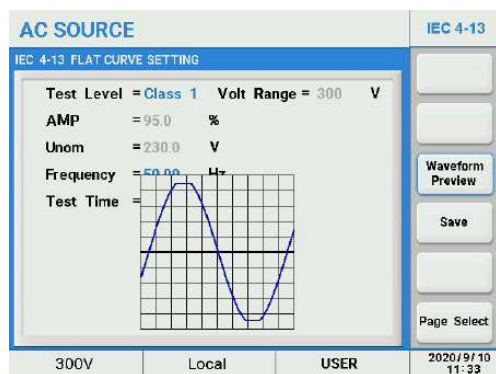 AC SOURCE
IEC 4-13
IEC 4-13 FLAT CURVE SETTING
Test Level = Class 1 Volt Range = 300 V
AMP = 95.0 %
Unom = 230.0 V
Frequency = 50.00 Hz
Test Time =
Waveform
Preview
Save
Page Select
300V Local USER
2020/9/10
11:33